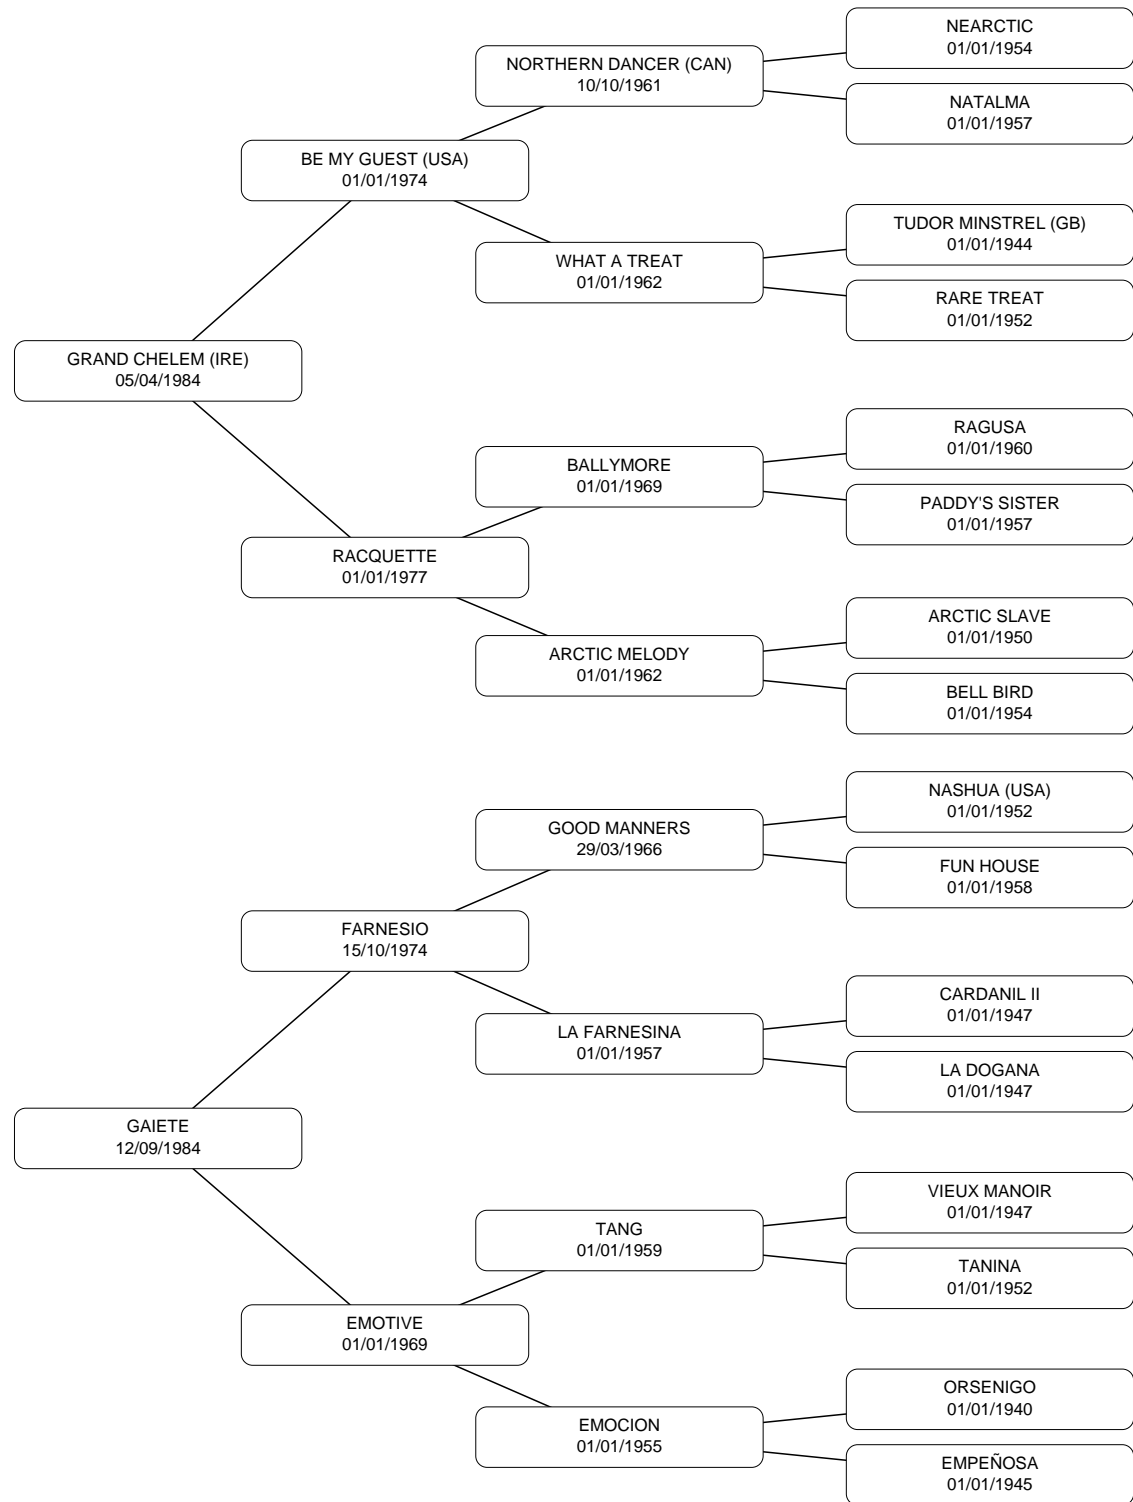 NEARCTIC
01/01/1954
NORTHERN DANCER (CAN)
10/10/1961
NATALMA
01/01/1957
BE MY GUEST (USA)
01/01/1974
TUDOR MINSTREL (GB)
01/01/1944
WHAT A TREAT
01/01/1962
RARE TREAT
01/01/1952
GRAND CHELEM (IRE)
05/04/1984
RAGUSA
01/01/1960
BALLYMORE
01/01/1969
PADDY'S SISTER
01/01/1957
RACQUETTE
01/01/1977
ARCTIC SLAVE
01/01/1950
ARCTIC MELODY
01/01/1962
BELL BIRD
01/01/1954
NASHUA (USA)
01/01/1952
GOOD MANNERS
29/03/1966
FUN HOUSE
01/01/1958
FARNESIO
15/10/1974
CARDANIL II
01/01/1947
LA FARNESINA
01/01/1957
LA DOGANA
01/01/1947
GAIETE
12/09/1984
VIEUX MANOIR
01/01/1947
TANG
01/01/1959
TANINA
01/01/1952
EMOTIVE
01/01/1969
ORSENIGO
01/01/1940
EMOCION
01/01/1955
EMPEÑOSA
01/01/1945